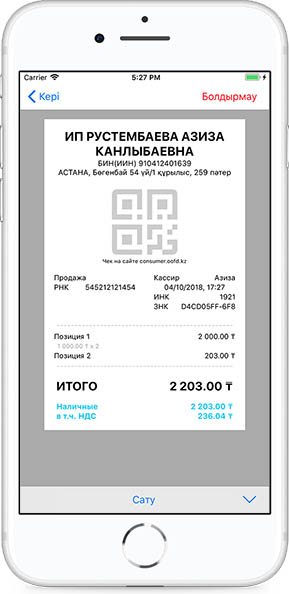 Carrier 5:27 PM
Кері Болдырмау
ИП РУСТЕМБАЕВА АЗИЗА
КАНЛЫБАЕВНА
БИН(ИИН) 910412401639
АСТАНА, Бөгенбай 54 үй/1 құрылыс, 259 пәтер
Чек на сайте consumer.oofd.kz
Продажа Кассир Азиза
РНК 545212121454 04/10/2018, 17:27
ИНК 1921
ЗНК D4CD05FF-6F8
Позиция 1 2 000.00 ₸
1 000.00 ₸ x 2
Позиция 2 203.00 ₸
ИТОГО 2 203.00 ₸
Наличные 2 203.00 ₸
в т.ч. НДС 236.04 ₸
Сату